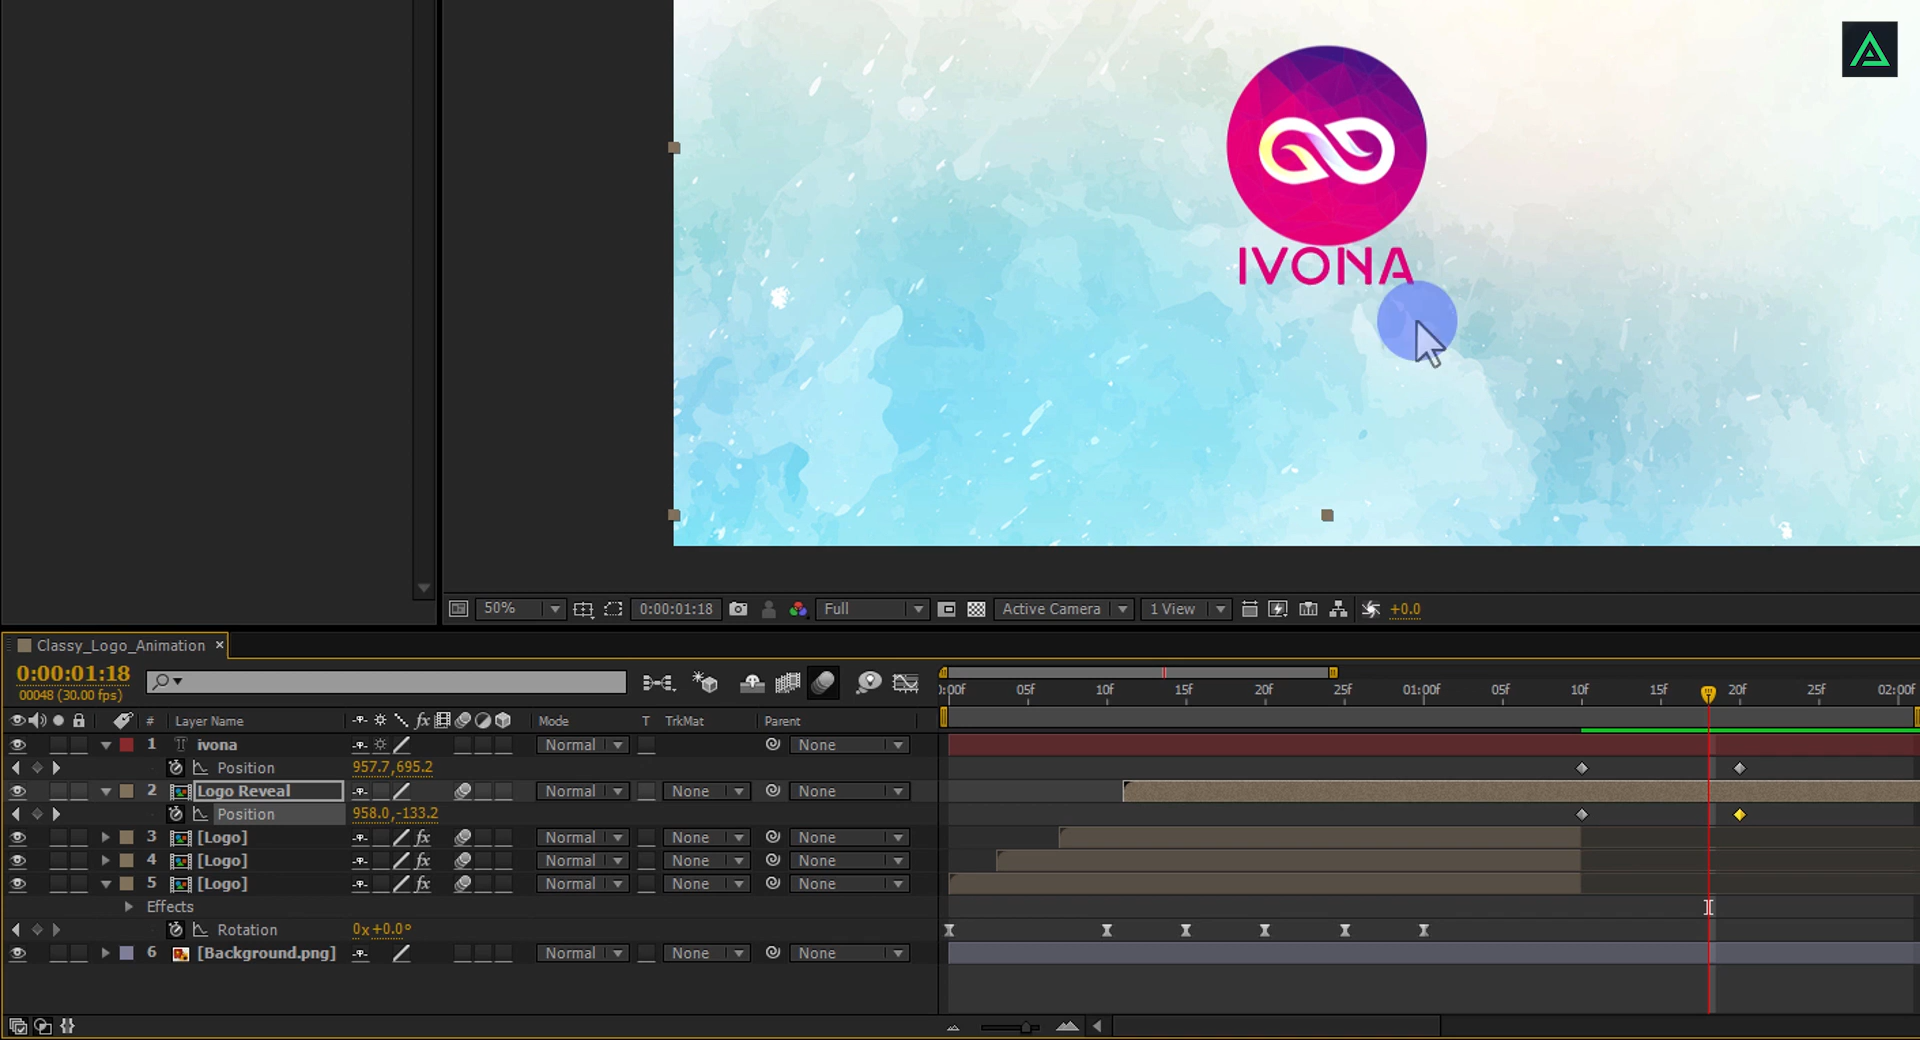 IVONA
50%
0:00:01:18
Full
Active Camera
1 View
+0.0
Classy_Logo_Animation ×
0:00:01:18
00048 (30.00 fps)
:00f 05f 10f 15f 20f 25f 01:00f 05f 10f 15f 20f 25f 02:00f
# Layer Name fx Mode T TrkMat Parent
1 T ivona Normal None
Position 957.7,695.2
2 Logo Reveal Normal None None
Position 958.0,-133.2
3 [Logo] fx Normal None None
4 [Logo] fx Normal None None
5 [Logo] fx Normal None None
Effects
Rotation 0x+0.0°
6 [Background.png] Normal None None